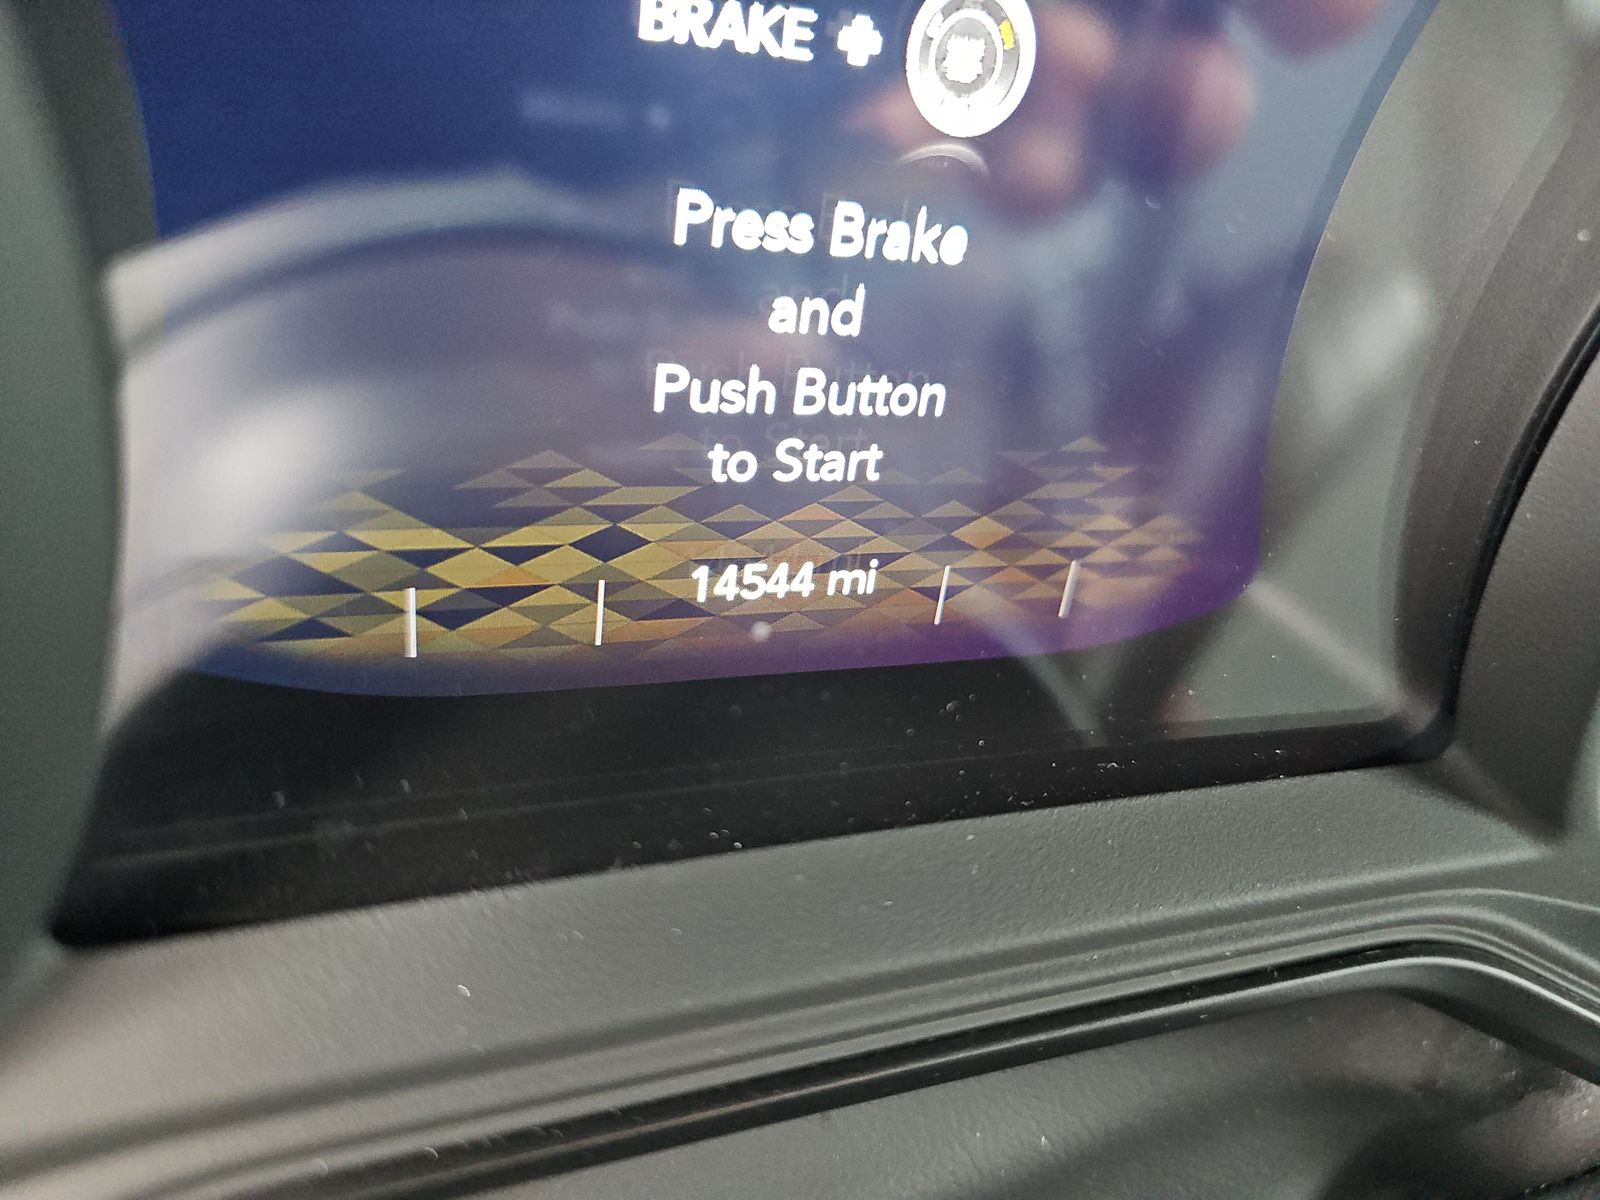 BRAKE +
Press Brake
and
Push Button
to Start
14544 mi